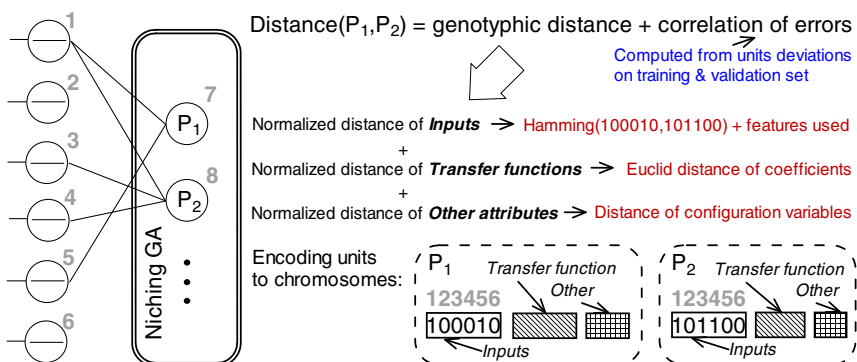 Distance(P1,P2) = genotyphic distance + correlation of errors
Computed from units deviations
on training & validation set
1
2
3
4
5
6
7
P1
8
P2
Niching GA
Normalized distance of Inputs → Hamming(100010,101100) + features used
+
Normalized distance of Transfer functions → Euclid distance of coefficients
+
Normalized distance of Other attributes → Distance of configuration variables
Encoding units
to chromosomes:
P1
Transfer function
Other
123456
100010
Inputs
P2
Transfer function
Other
123456
101100
Inputs